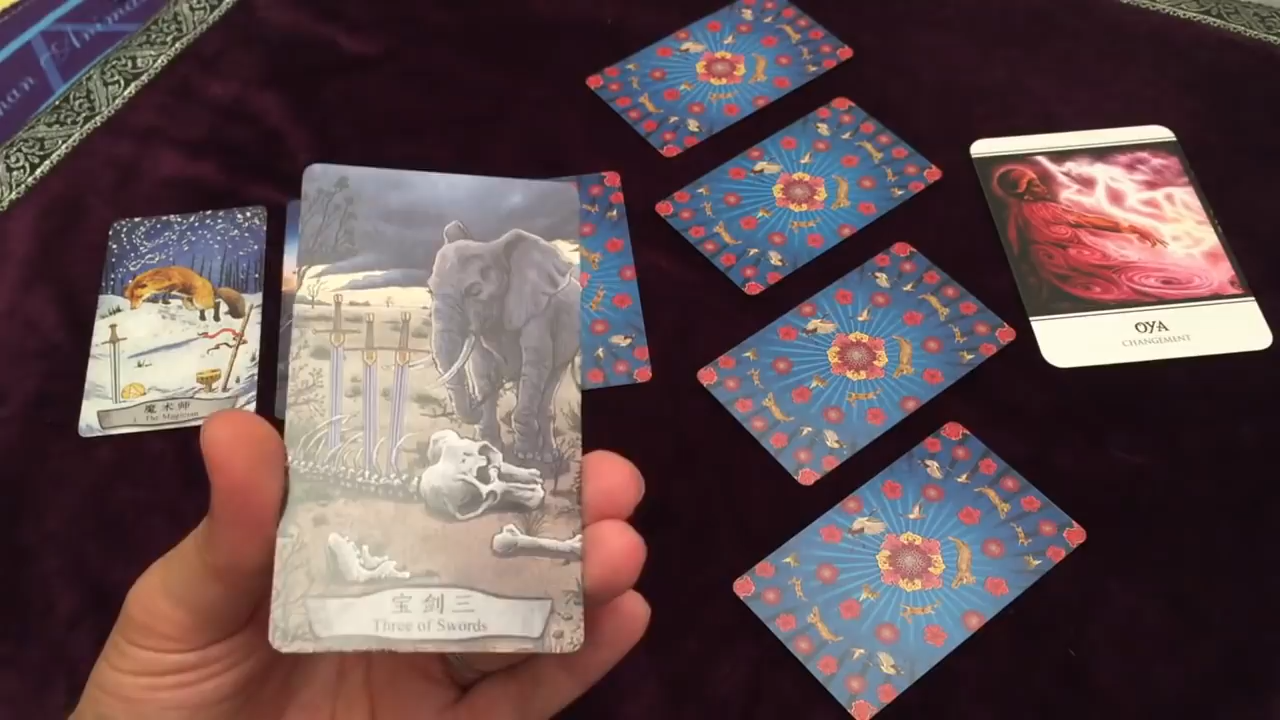 魔术师
I The Magician
宝剑三
Three of Swords
OYA
CHANGEMENT